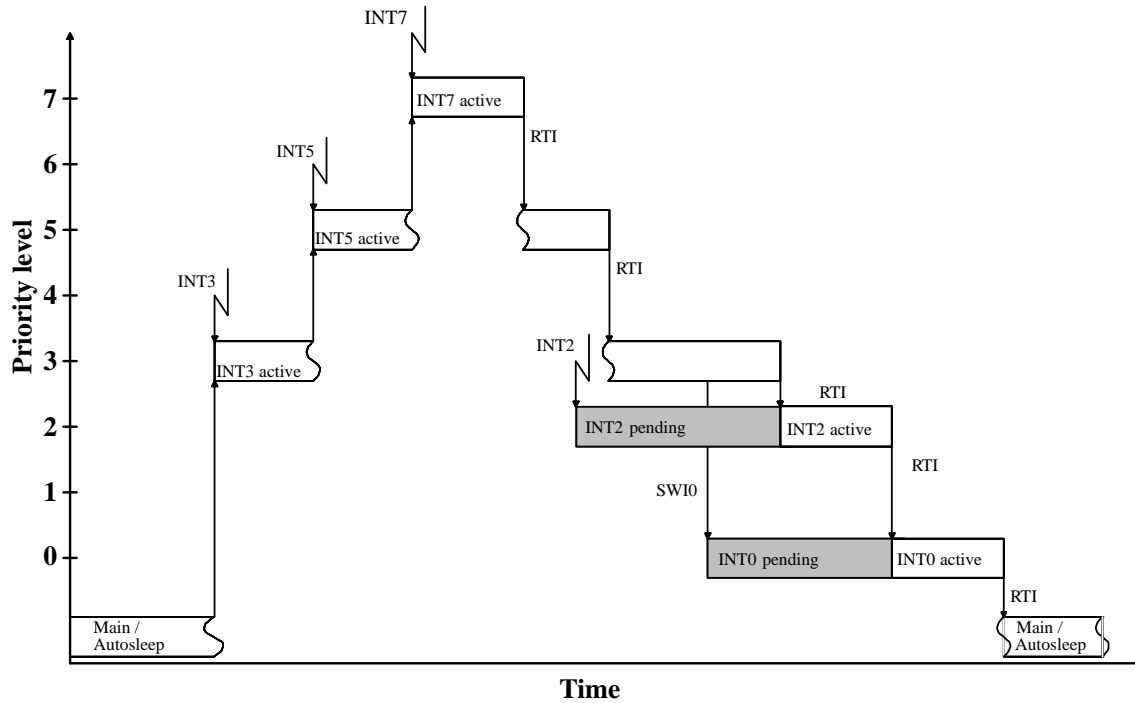 INT7
7
INT7 active
INT5
RTI
6
5
INT5 active
INT3
RTI
4
INT2
3
INT3 active
RTI
2
INT2 pending
INT2 active
RTI
1
SWI0
0
INT0 pending
INT0 active
RTI
Main /
Autosleep
Main /
Autosleep
Priority level
Time